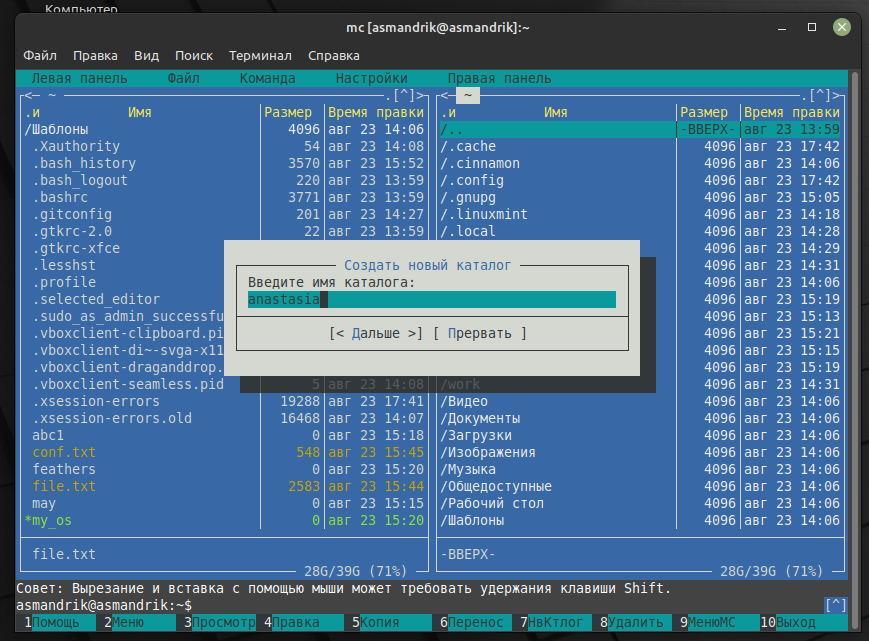 Компьютер
mc [asmandrik@asmandrik]:~
Файл Правка Вид Поиск Терминал Справка
Левая панель Файл Команда Настройки Правая панель
<- ~ .[^]> <- ~ .[^]>
.и Имя Размер Время правки .и Имя Размер Время правки
/Шаблоны 4096 авг 23 14:06 /.. -ВВЕРХ- авг 23 13:59
.Xauthority 54 авг 23 14:08 /.cache 4096 авг 23 17:42
.bash_history 3570 авг 23 15:52 /.cinnamon 4096 авг 23 14:06
.bash_logout 220 авг 23 13:59 /.config 4096 авг 23 17:42
.bashrc 3771 авг 23 13:59 /.gnupg 4096 авг 23 15:05
.gitconfig 201 авг 23 14:27 /.linuxmint 4096 авг 23 14:18
.gtkrc-2.0 22 авг 23 13:59 /.local 4096 авг 23 14:28
.gtkrc-xfce 4096 авг 23 14:29
.lesshst 4096 авг 23 14:31
.profile 4096 авг 23 14:06
.selected_editor 4096 авг 23 15:19
.sudo_as_admin_successfu 4096 авг 23 15:13
.vboxclient-clipboard.pi 4096 авг 23 15:21
.vboxclient-di~-svga-x11 4096 авг 23 15:15
.vboxclient-draganddrop. 4096 авг 23 15:19
.vboxclient-seamless.pid 5 авг 23 14:08 /work 4096 авг 23 14:31
.xsession-errors 19288 авг 23 17:41 /Видео 4096 авг 23 14:06
.xsession-errors.old 16468 авг 23 14:07 /Документы 4096 авг 23 14:06
abc1 0 авг 23 15:18 /Загрузки 4096 авг 23 14:06
conf.txt 548 авг 23 15:45 /Изображения 4096 авг 23 14:06
feathers 0 авг 23 15:20 /Музыка 4096 авг 23 14:06
file.txt 2583 авг 23 15:44 /Общедоступные 4096 авг 23 14:06
may 0 авг 23 15:15 /Рабочий стол 4096 авг 23 14:06
*my_os 0 авг 23 15:20 /Шаблоны 4096 авг 23 14:06
file.txt -ВВЕРХ-
28G/39G (71%) 28G/39G (71%)
Создать новый каталог
Введите имя каталога:
anastasia
[< Дальше >] [ Прервать ]
Совет: Вырезание и вставка с помощью мыши может требовать удержания клавиши Shift.
asmandrik@asmandrik:~$ [^]
1Помощь 2Меню 3Просмотр 4Правка 5Копия 6Перенос 7НвКтлог 8Удалить 9МенюMC 10Выход